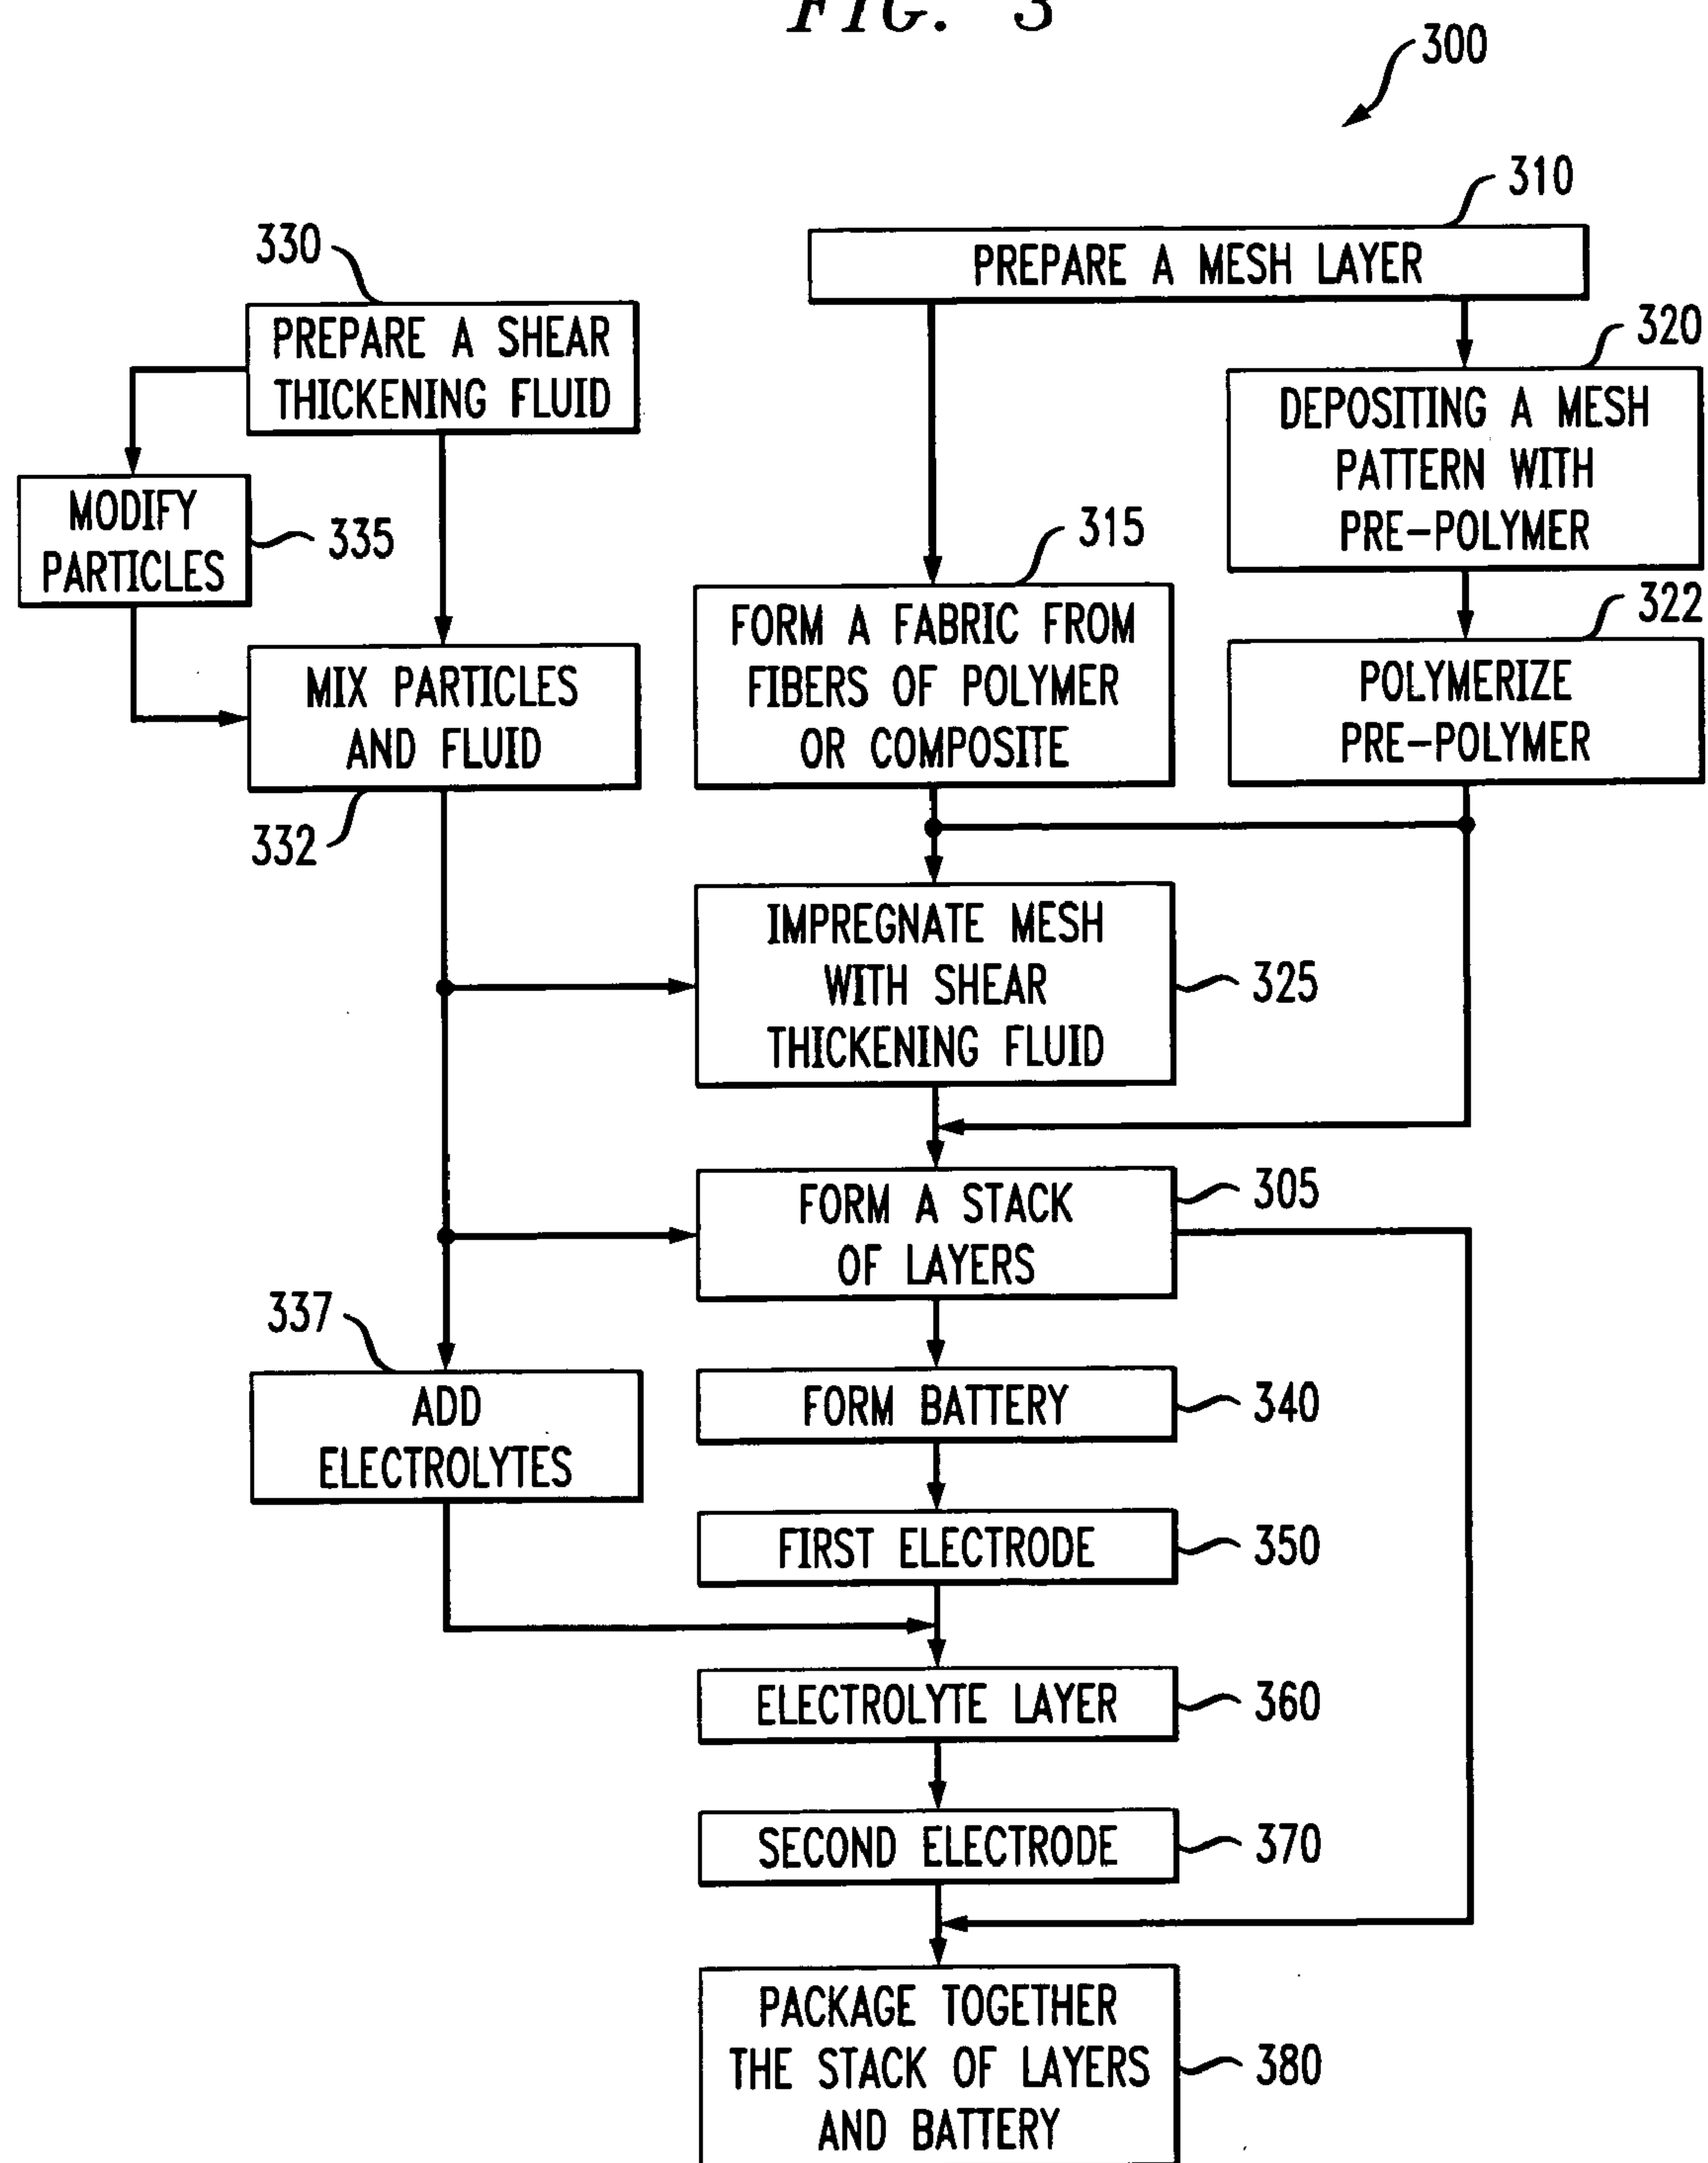 FIG. 3
300
310
PREPARE A MESH LAYER
330
PREPARE A SHEAR
THICKENING FLUID
320
DEPOSITING A MESH
PATTERN WITH
PRE-POLYMER
MODIFY
PARTICLES
335
315
FORM A FABRIC FROM
FIBERS OF POLYMER
OR COMPOSITE
322
POLYMERIZE
PRE-POLYMER
MIX PARTICLES
AND FLUID
332
IMPREGNATE MESH
WITH SHEAR
THICKENING FLUID
325
FORM A STACK
OF LAYERS
305
337
ADD
ELECTROLYTES
FORM BATTERY
340
FIRST ELECTRODE
350
ELECTROLYTE LAYER
360
SECOND ELECTRODE
370
PACKAGE TOGETHER
THE STACK OF LAYERS
AND BATTERY
380